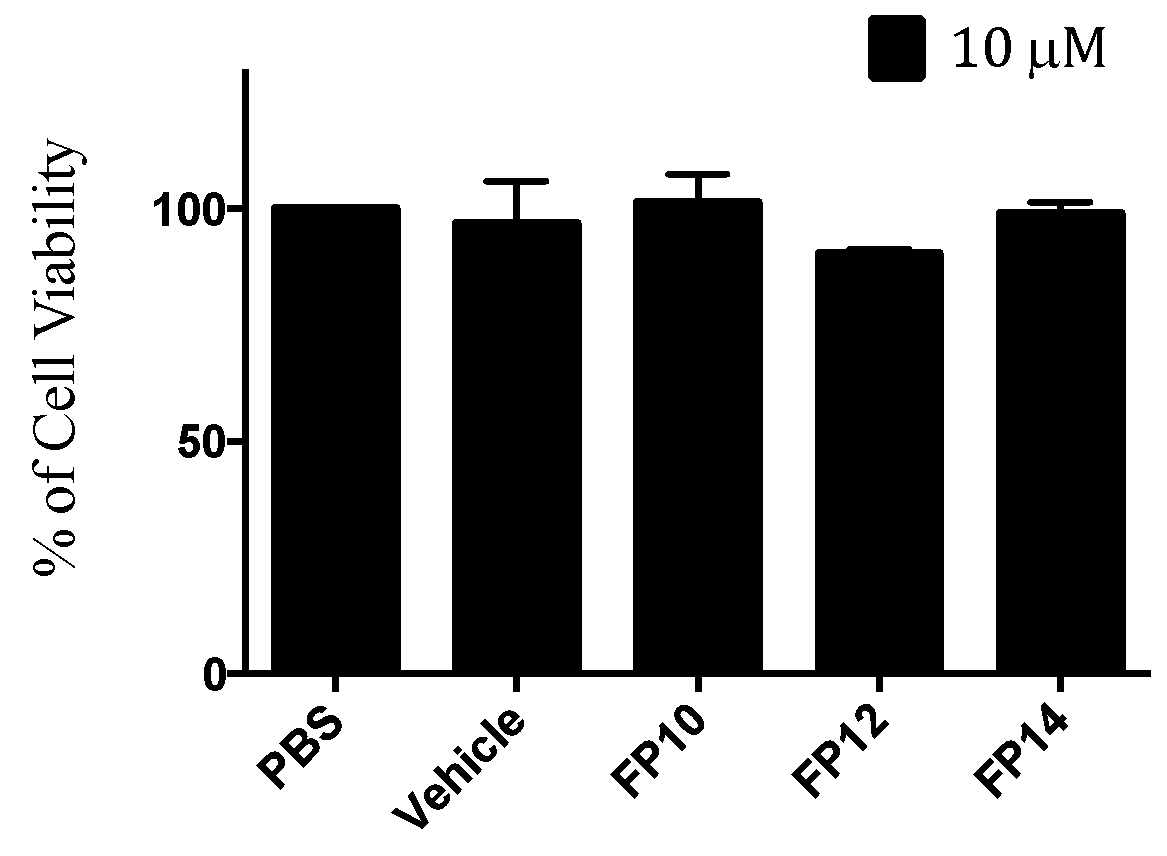 10 μM
% of Cell Viability
100
50
0
PBS
Vehicle
FP10
FP12
FP14